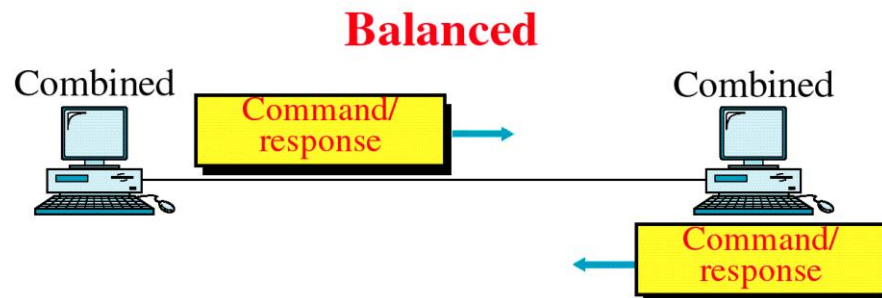 Balanced
Combined
Combined
Command/
response
Command/
response